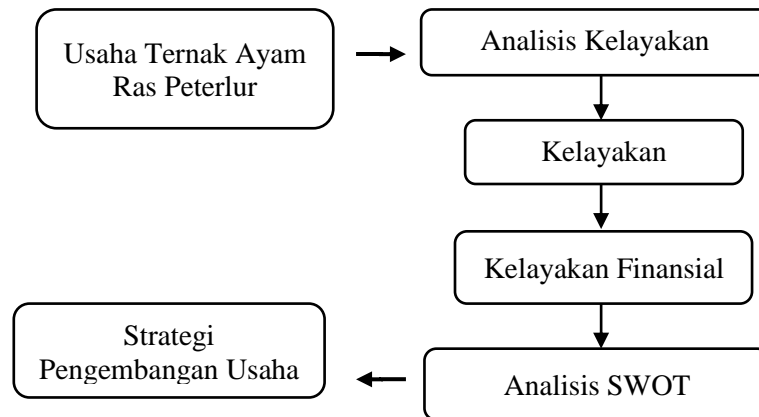 Usaha Ternak Ayam
Ras Peterlur
Analisis Kelayakan
Kelayakan
Kelayakan Finansial
Analisis SWOT
Strategi
Pengembangan Usaha